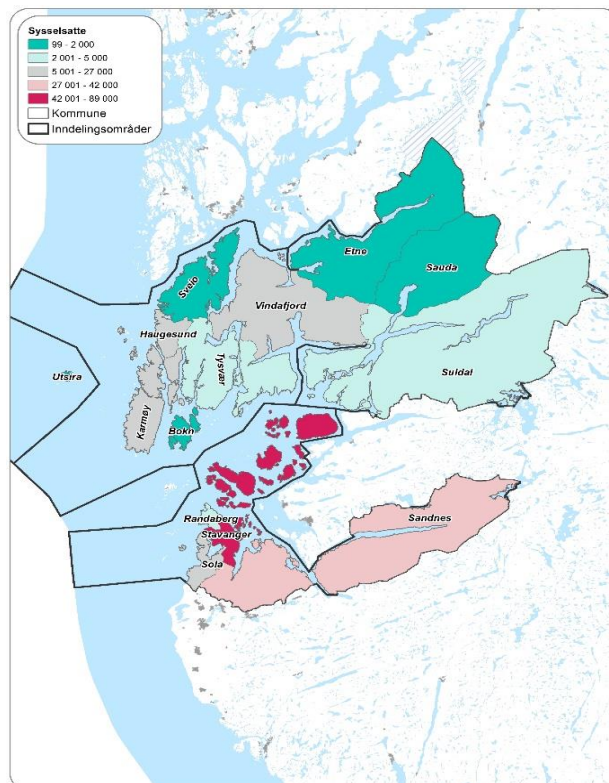 Sysselsatte
99 - 2 000
2 001 - 5 000
5 001 - 27 000
27 001 - 42 000
42 001 - 89 000
Kommune
Inndelingsområder
Etne
Sauda
Sveio
Vindafjord
Haugesund
Tysvær
Suldal
Utsira
Karmøy
Bokn
Randaberg
Stavanger
Sola
Sandnes